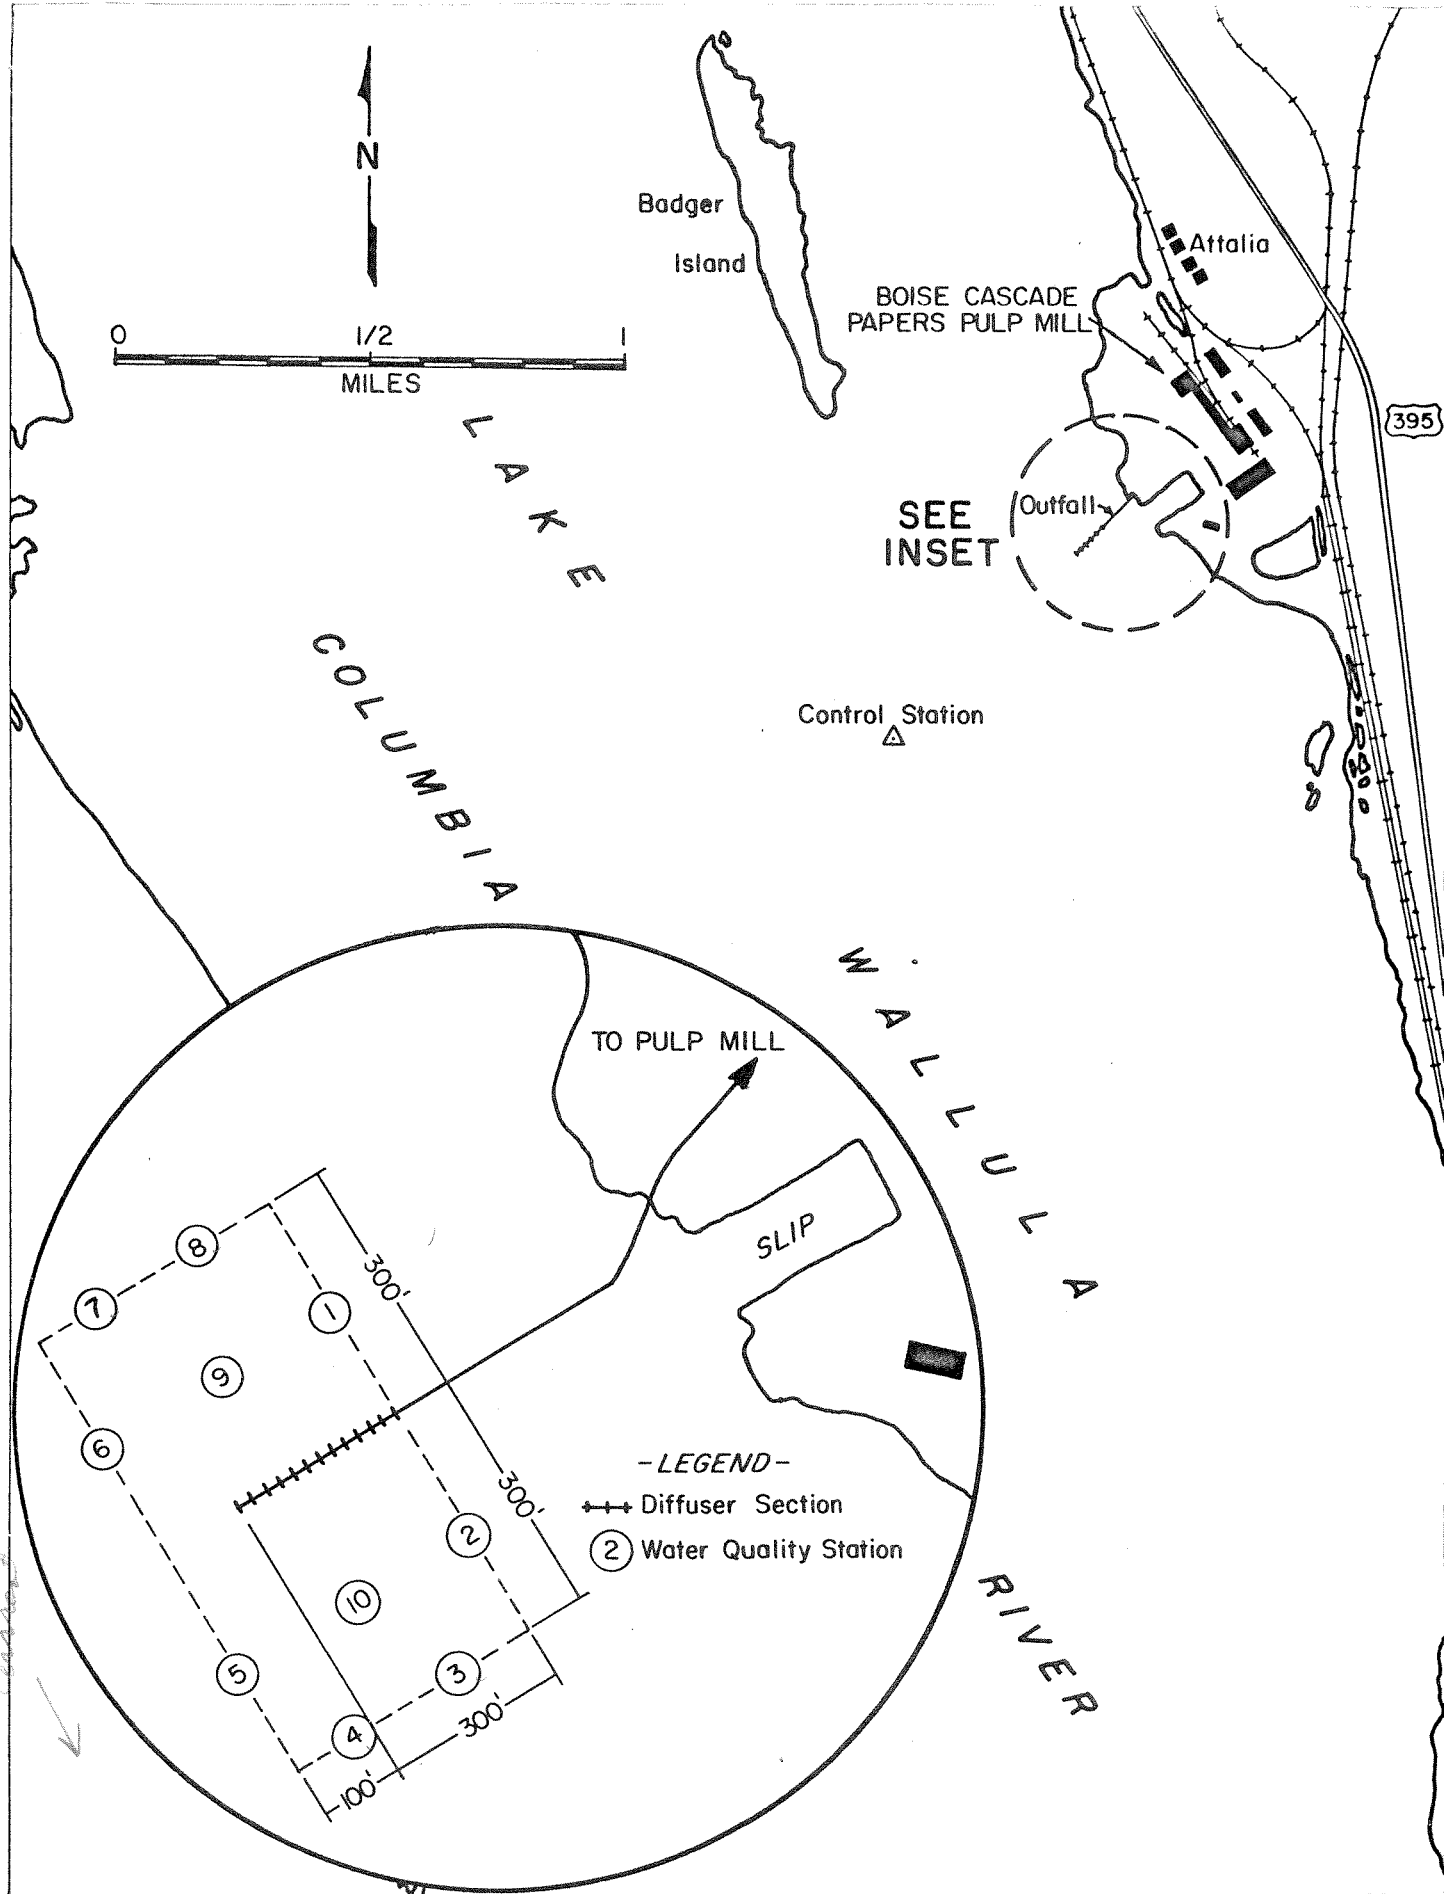 N
0 1/2 1
MILES
Badger
Island
Attalia
BOISE CASCADE
PAPERS PULP MILL
395
SEE
INSET
Outfall
LAKE
COLUMBIA
Control Station
WALLULA
RIVER
TO PULP MILL
SLIP
300'
300'
300'
100'
8
7
1
9
6
2
10
5
3
4
-LEGEND-
Diffuser Section
2 Water Quality Station